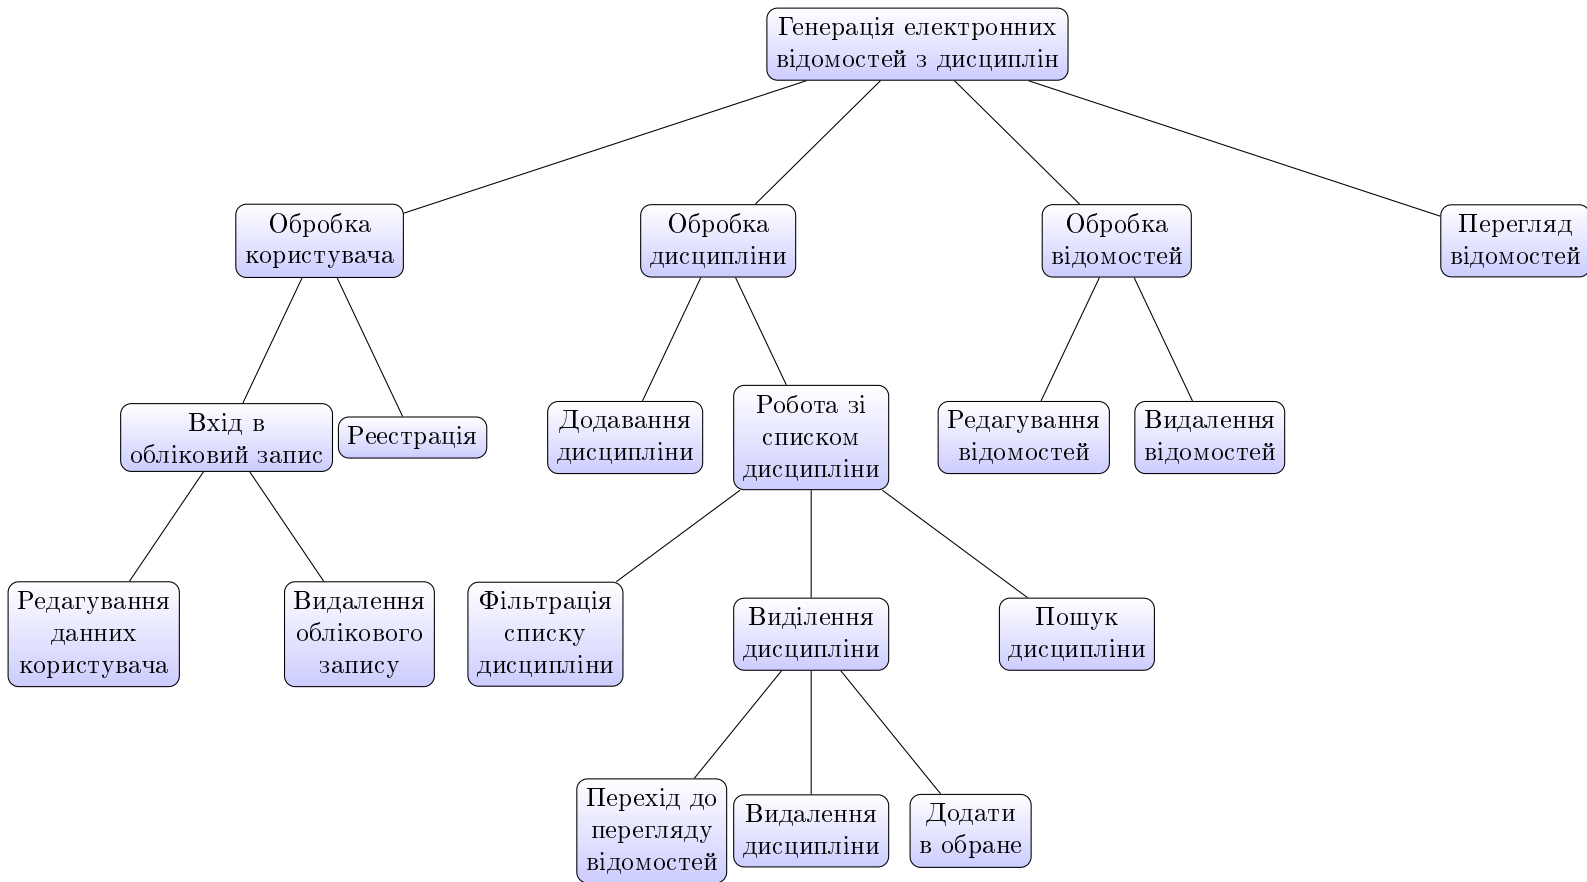 Генерація електронних
відомостей з дисциплін
Обробка
користувача
Обробка
дисципліни
Обробка
відомостей
Перегляд
відомостей
Вхід в
обліковий запис
Реестрація
Додавання
дисципліни
Робота зі
списком
дисципліни
Редагування
відомостей
Видалення
відомостей
Редагування
данних
користувача
Видалення
облікового
запису
Фільтрація
списку
дисципліни
Виділення
дисципліни
Пошук
дисципліни
Перехід до
перегляду
відомостей
Видалення
дисципліни
Додати
в обране